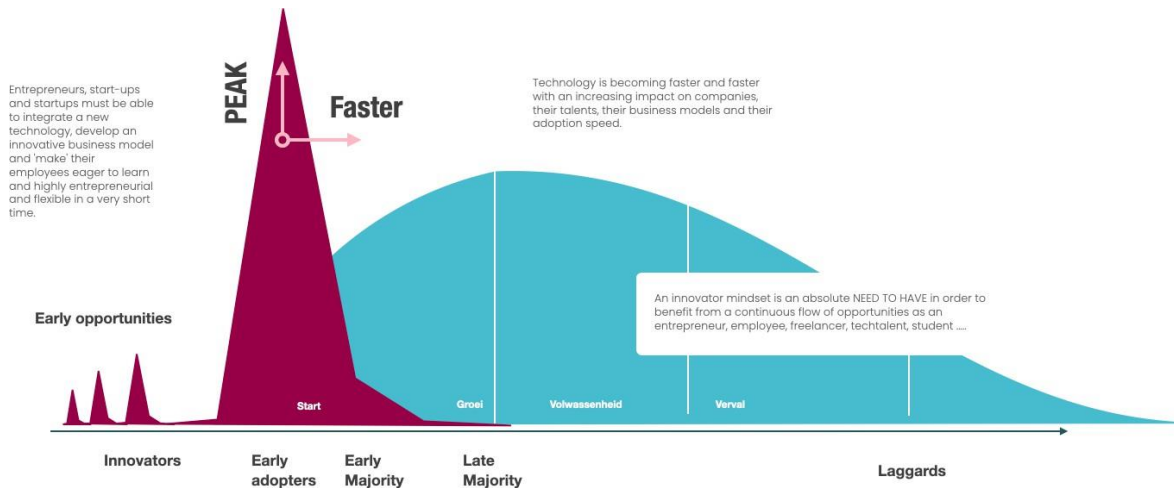 Entrepreneurs, start-ups
and startups must be able
to integrate a new
technology, develop an
innovative business model
and 'make' their
employees eager to learn
and highly entrepreneurial
and flexible in a very short
time.
PEAK
Faster
Technology is becoming faster and faster
with an increasing impact on companies,
their talents, their business models and their
adoption speed.
An innovator mindset is an absolute NEED TO HAVE in order to
benefit from a continuous flow of opportunities as an
entrepreneur, employee, freelancer, techtalent, student .....
Early opportunities
Start
Groei
Volwassenheid
Verval
Innovators
Early
adopters
Early
Majority
Late
Majority
Laggards